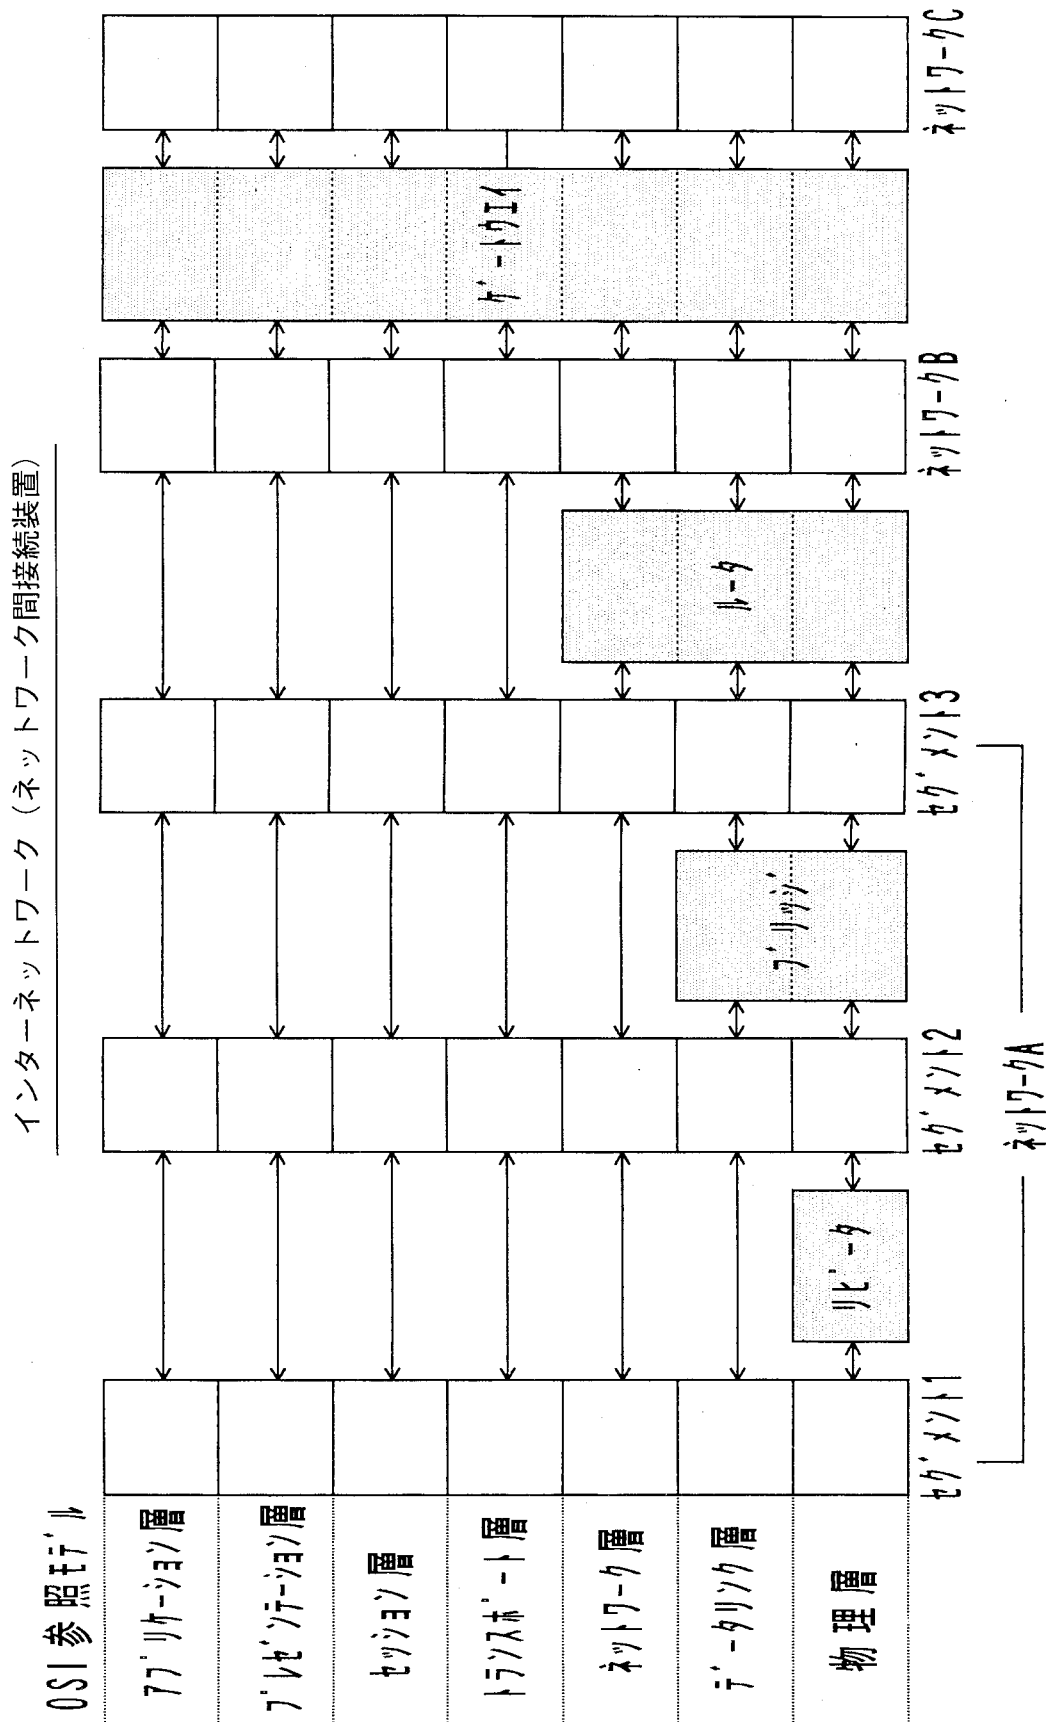 インターネットワーク（ネットワーク間接続装置）
OSI参照ﾓﾃﾞﾙ
ｱﾌﾟﾘｹｰｼｮﾝ層
ﾌﾟﾚｾﾞﾝﾃｰｼｮﾝ層
ｾｯｼｮﾝ層
ﾄﾗﾝｽﾎﾟｰﾄ層
ﾈｯﾄﾜｰｸ層
ﾃﾞｰﾀﾘﾝｸ層
物理層
ﾘﾋﾟｰﾀ
ﾌﾞﾘｯｼﾞ
ﾙｰﾀ
ｹﾞｰﾄｳｴｲ
ｾｸﾞﾒﾝﾄ1
ｾｸﾞﾒﾝﾄ2
ｾｸﾞﾒﾝﾄ3
ﾈｯﾄﾜｰｸB
ﾈｯﾄﾜｰｸC
ﾈｯﾄﾜｰｸA